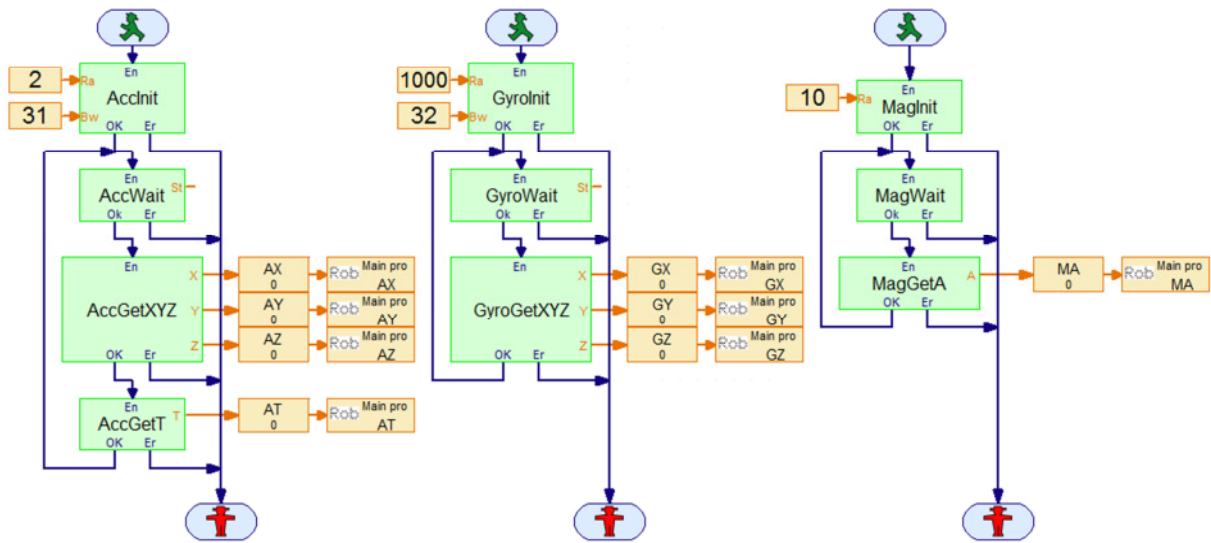 En
2
Ra
AccInit
31
Bw
OK Er
En
AccWait
St
Ok Er
En
X
AX
0
Rob Main pro
AX
AccGetXYZ
Y
AY
0
Rob Main pro
AY
Z
AZ
0
Rob Main pro
AZ
OK Er
En
AccGetT
T
AT
0
Rob Main pro
AT
OK Er
En
1000
Ra
GyroInit
32
Bw
OK Er
En
GyroWait
St
Ok Er
En
X
GX
0
Rob Main pro
GX
GyroGetXYZ
Y
GY
0
Rob Main pro
GY
Z
GZ
0
Rob Main pro
GZ
OK Er
En
10
Ra
MagInit
OK Er
En
MagWait
Ok Er
En
MagGetA
A
MA
0
Rob Main pro
MA
OK Er